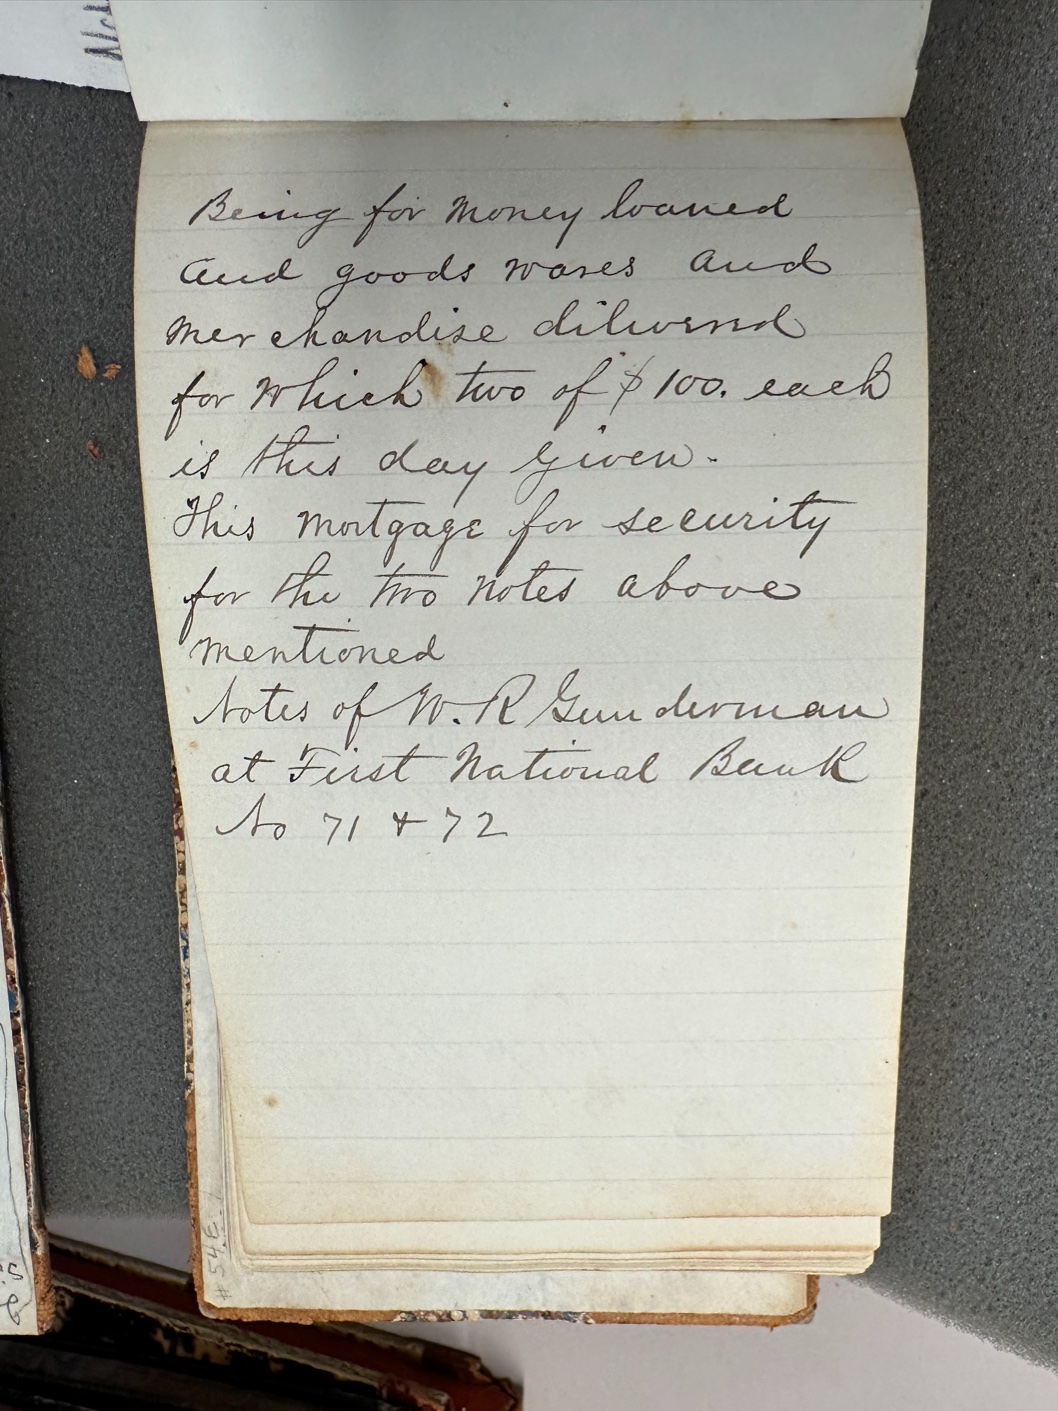 Being for money loaned
and goods wares and
merchandise dilivered
for which two of $100. each
is this day given.
This mortgage for security
for the two notes above
mentioned
Notes of W. R Gunderman
at First National Bank
No 71 & 72
# 54E